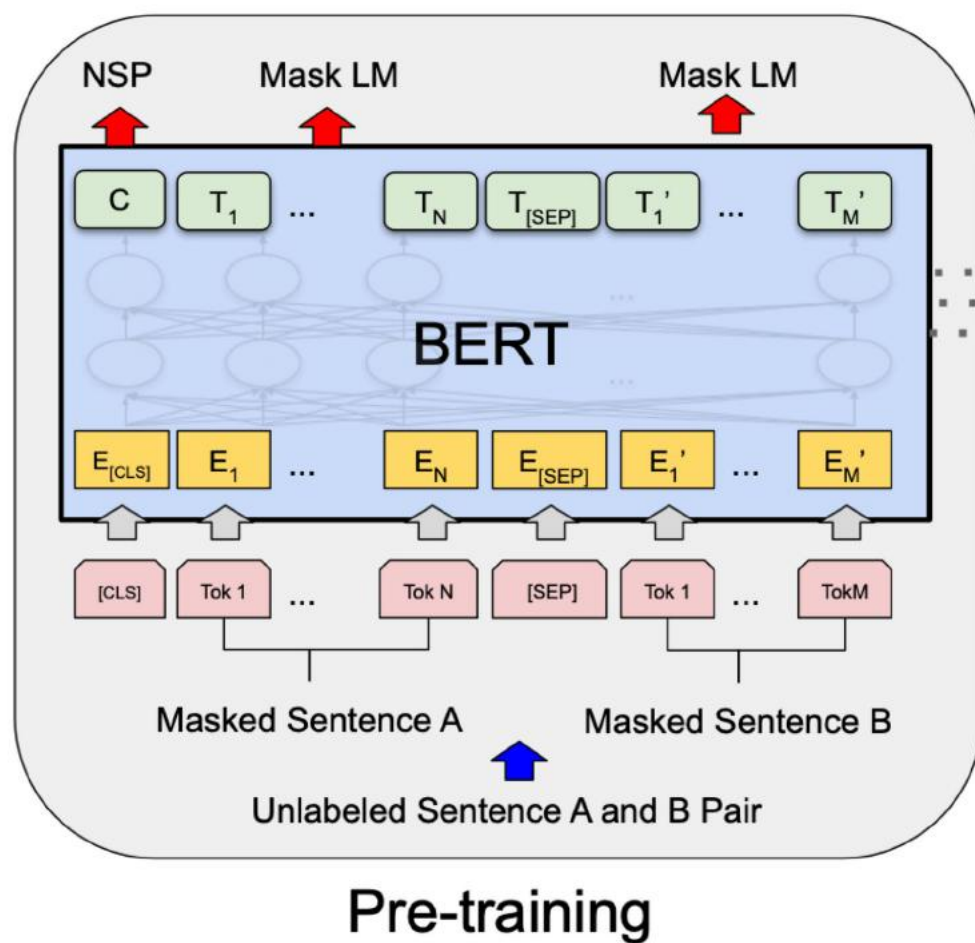 NSP Mask LM Mask LM
C T1 ... TN T[SEP] T1’ ... TM’
...
BERT
...
E[CLS] E1 ... EN E[SEP] E1’ ... EM’
[CLS] Tok 1 ... Tok N [SEP] Tok 1 ... TokM
Masked Sentence A Masked Sentence B
Unlabeled Sentence A and B Pair
Pre-training